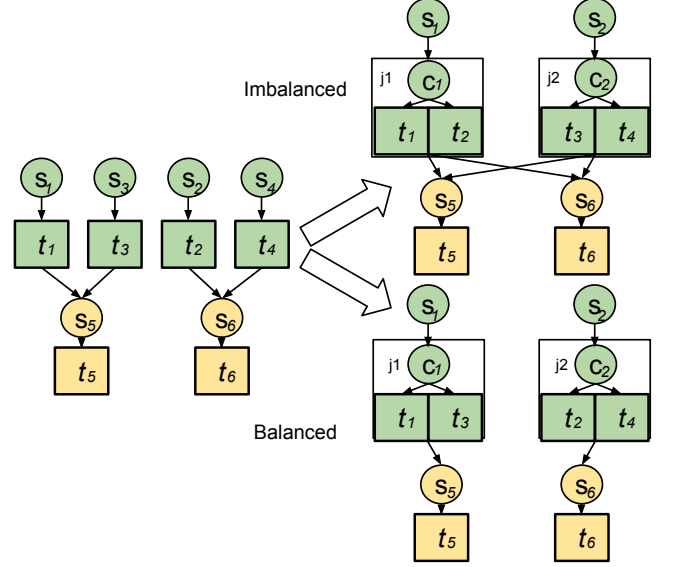 s1 s3 s2 s4
t1 t3 t2 t4
s5 s6
t5 t6
Imbalanced
s1 s2
j1 c1 j2 c2
t1 t2 t3 t4
s5 s6
t5 t6
Balanced
s1 s2
j1 c1 j2 c2
t1 t3 t2 t4
s5 s6
t5 t6